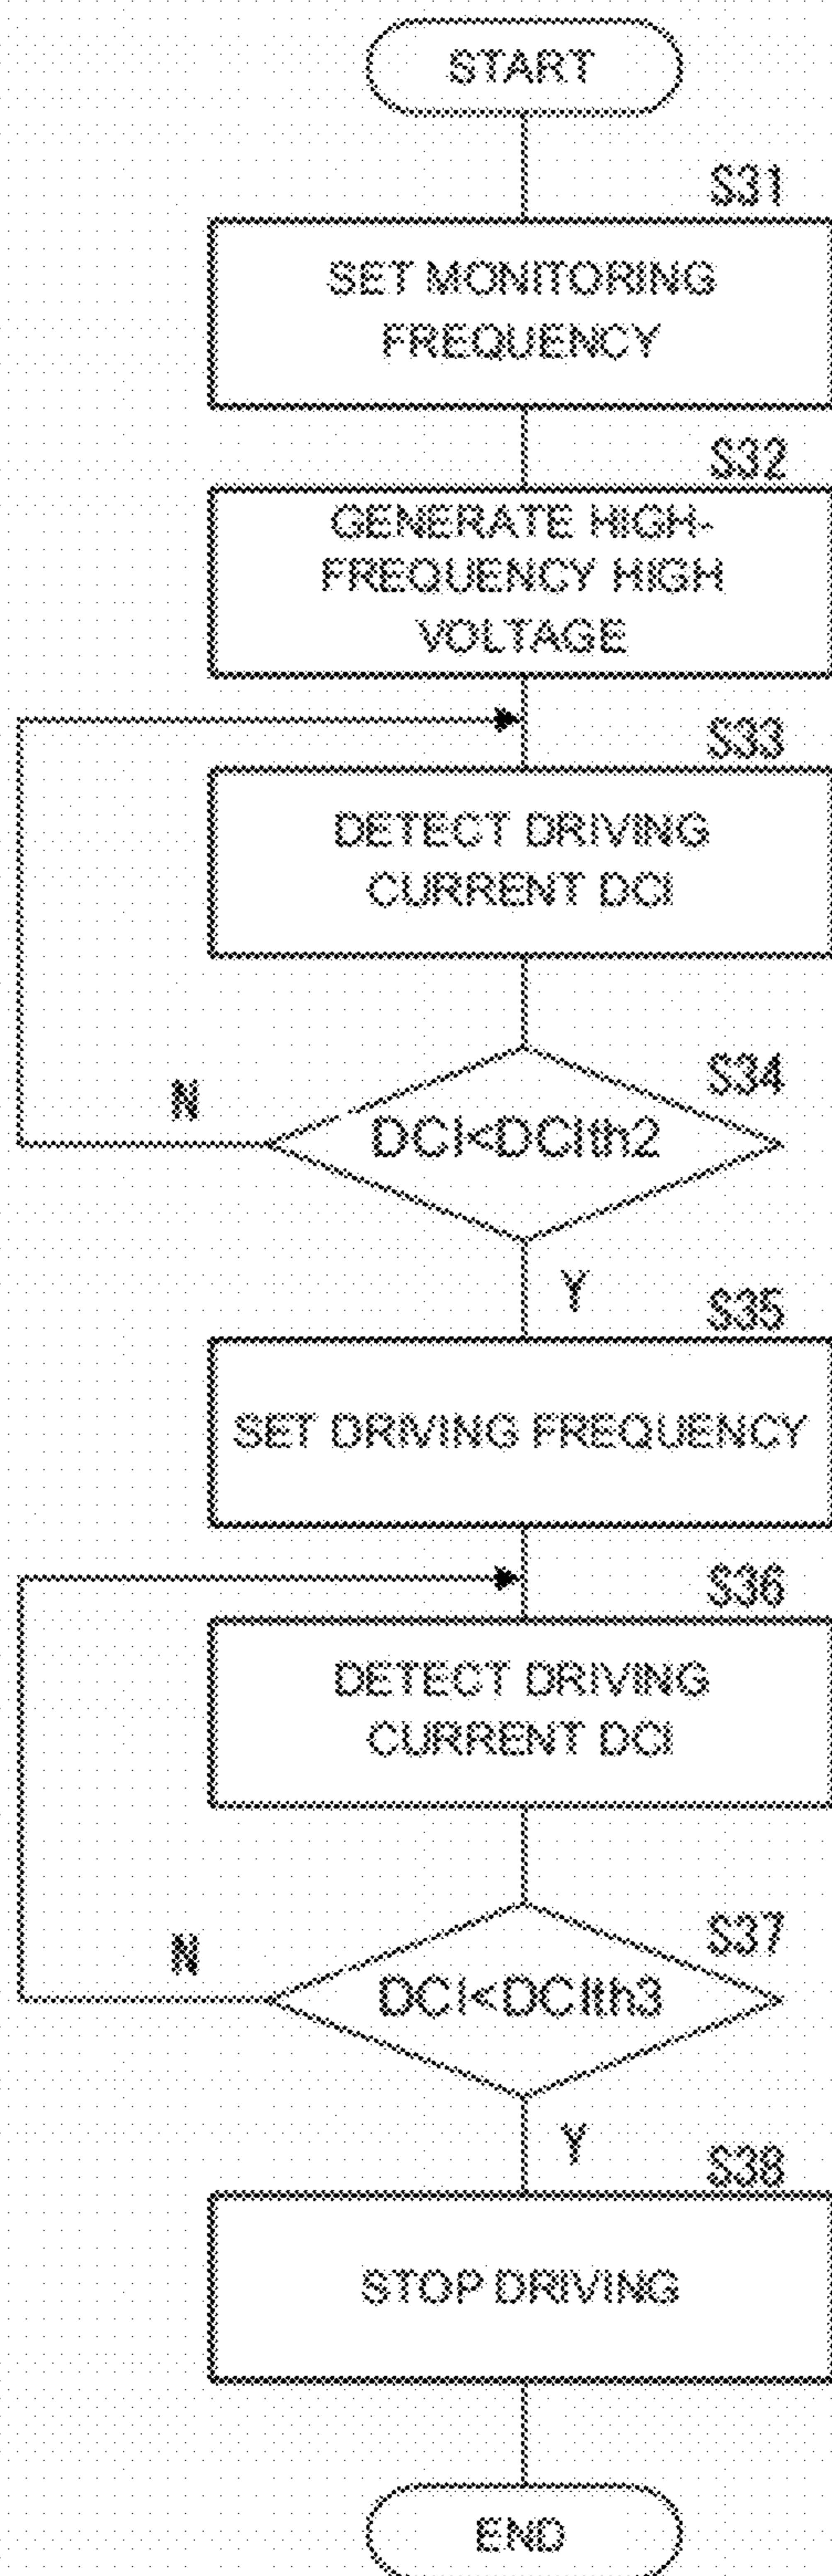 START
S31
SET MONITORING
FREQUENCY
S32
GENERATE HIGH-
FREQUENCY HIGH
VOLTAGE
S33
DETECT DRIVING
CURRENT DCI
S34
N
DCI<DCIth2
Y
S35
SET DRIVING FREQUENCY
S36
DETECT DRIVING
CURRENT DCI
S37
N
DCI<DCIth3
Y
S38
STOP DRIVING
END